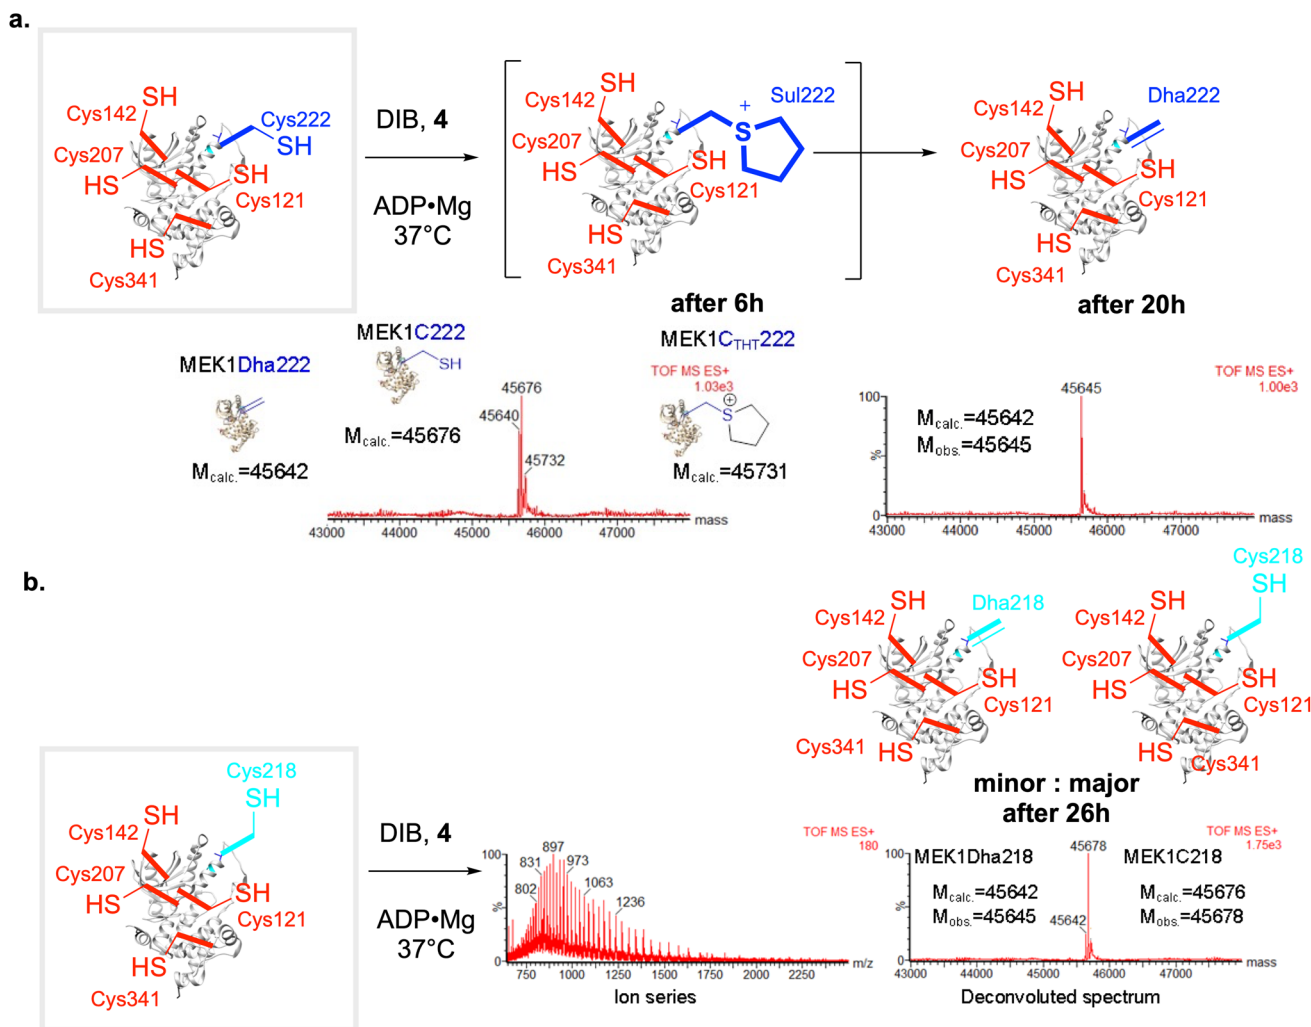 a.
SH
Cys142
Cys222
SH
Cys207
HS
SH
Cys121
HS
Cys341
DIB, 4
ADP•Mg
37°C
SH
Cys142
+
Sul222
S
Cys207
HS
SH
Cys121
HS
Cys341
after 6h
SH
Cys142
Dha222
Cys207
HS
SH
Cys121
HS
Cys341
after 20h
MEK1Dha222
Mcalc.=45642
MEK1C222
SH
Mcalc.=45676
MEK1CTHT222
TOF MS ES+
1.03e3
S
+
Mcalc.=45731
45676
45640
45732
43000 44000 45000 46000 47000 mass
TOF MS ES+
1.00e3
45645
100
%
0
Mcalc.=45642
Mobs.=45645
43000 44000 45000 46000 47000 mass
b.
SH
Cys142
Dha218
Cys207
HS
SH
Cys121
Cys341
HS
Cys218
SH
SH
Cys142
Cys207
HS
SH
Cys121
HS
Cys341
minor : major
after 26h
Cys218
SH
SH
Cys142
Cys207
HS
SH
Cys121
HS
Cys341
DIB, 4
ADP•Mg
37°C
TOF MS ES+
180
100
%
0
897
831
973
802
1063
1236
750 1000 1250 1500 1750 2000 2250 m/z
Ion series
TOF MS ES+
1.75e3
45678
100
%
0
MEK1Dha218
Mcalc.=45642
Mobs.=45645
45642
MEK1C218
Mcalc.=45676
Mobs.=45678
43000 44000 45000 46000 47000 mass
Deconvoluted spectrum